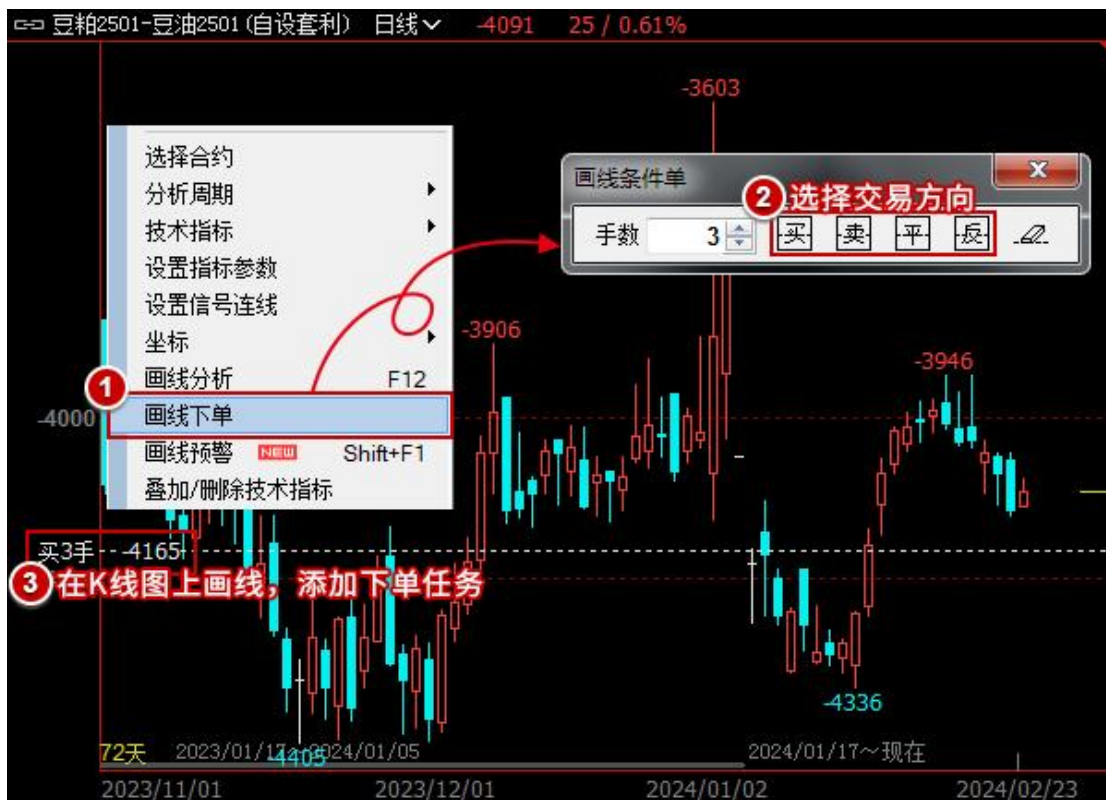 豆粕2501-豆油2501(自设套利) 日线 -4091 25 / 0.61%
-3603
选择合约
分析周期
技术指标
设置指标参数
设置信号连线
坐标
画线分析 F12
1
画线下单
画线预警 NEW Shift+F1
叠加/删除技术指标
画线条件单 X
2 选择交易方向
手数 3 买 卖 平 反
-3906
-3946
-4000
买3手 -4165
3 在K线图上画线，添加下单任务
-4336
-4405
72天 2023/01/17～2024/01/05 2024/01/17～现在
2023/11/01 2023/12/01 2024/01/02 2024/02/23